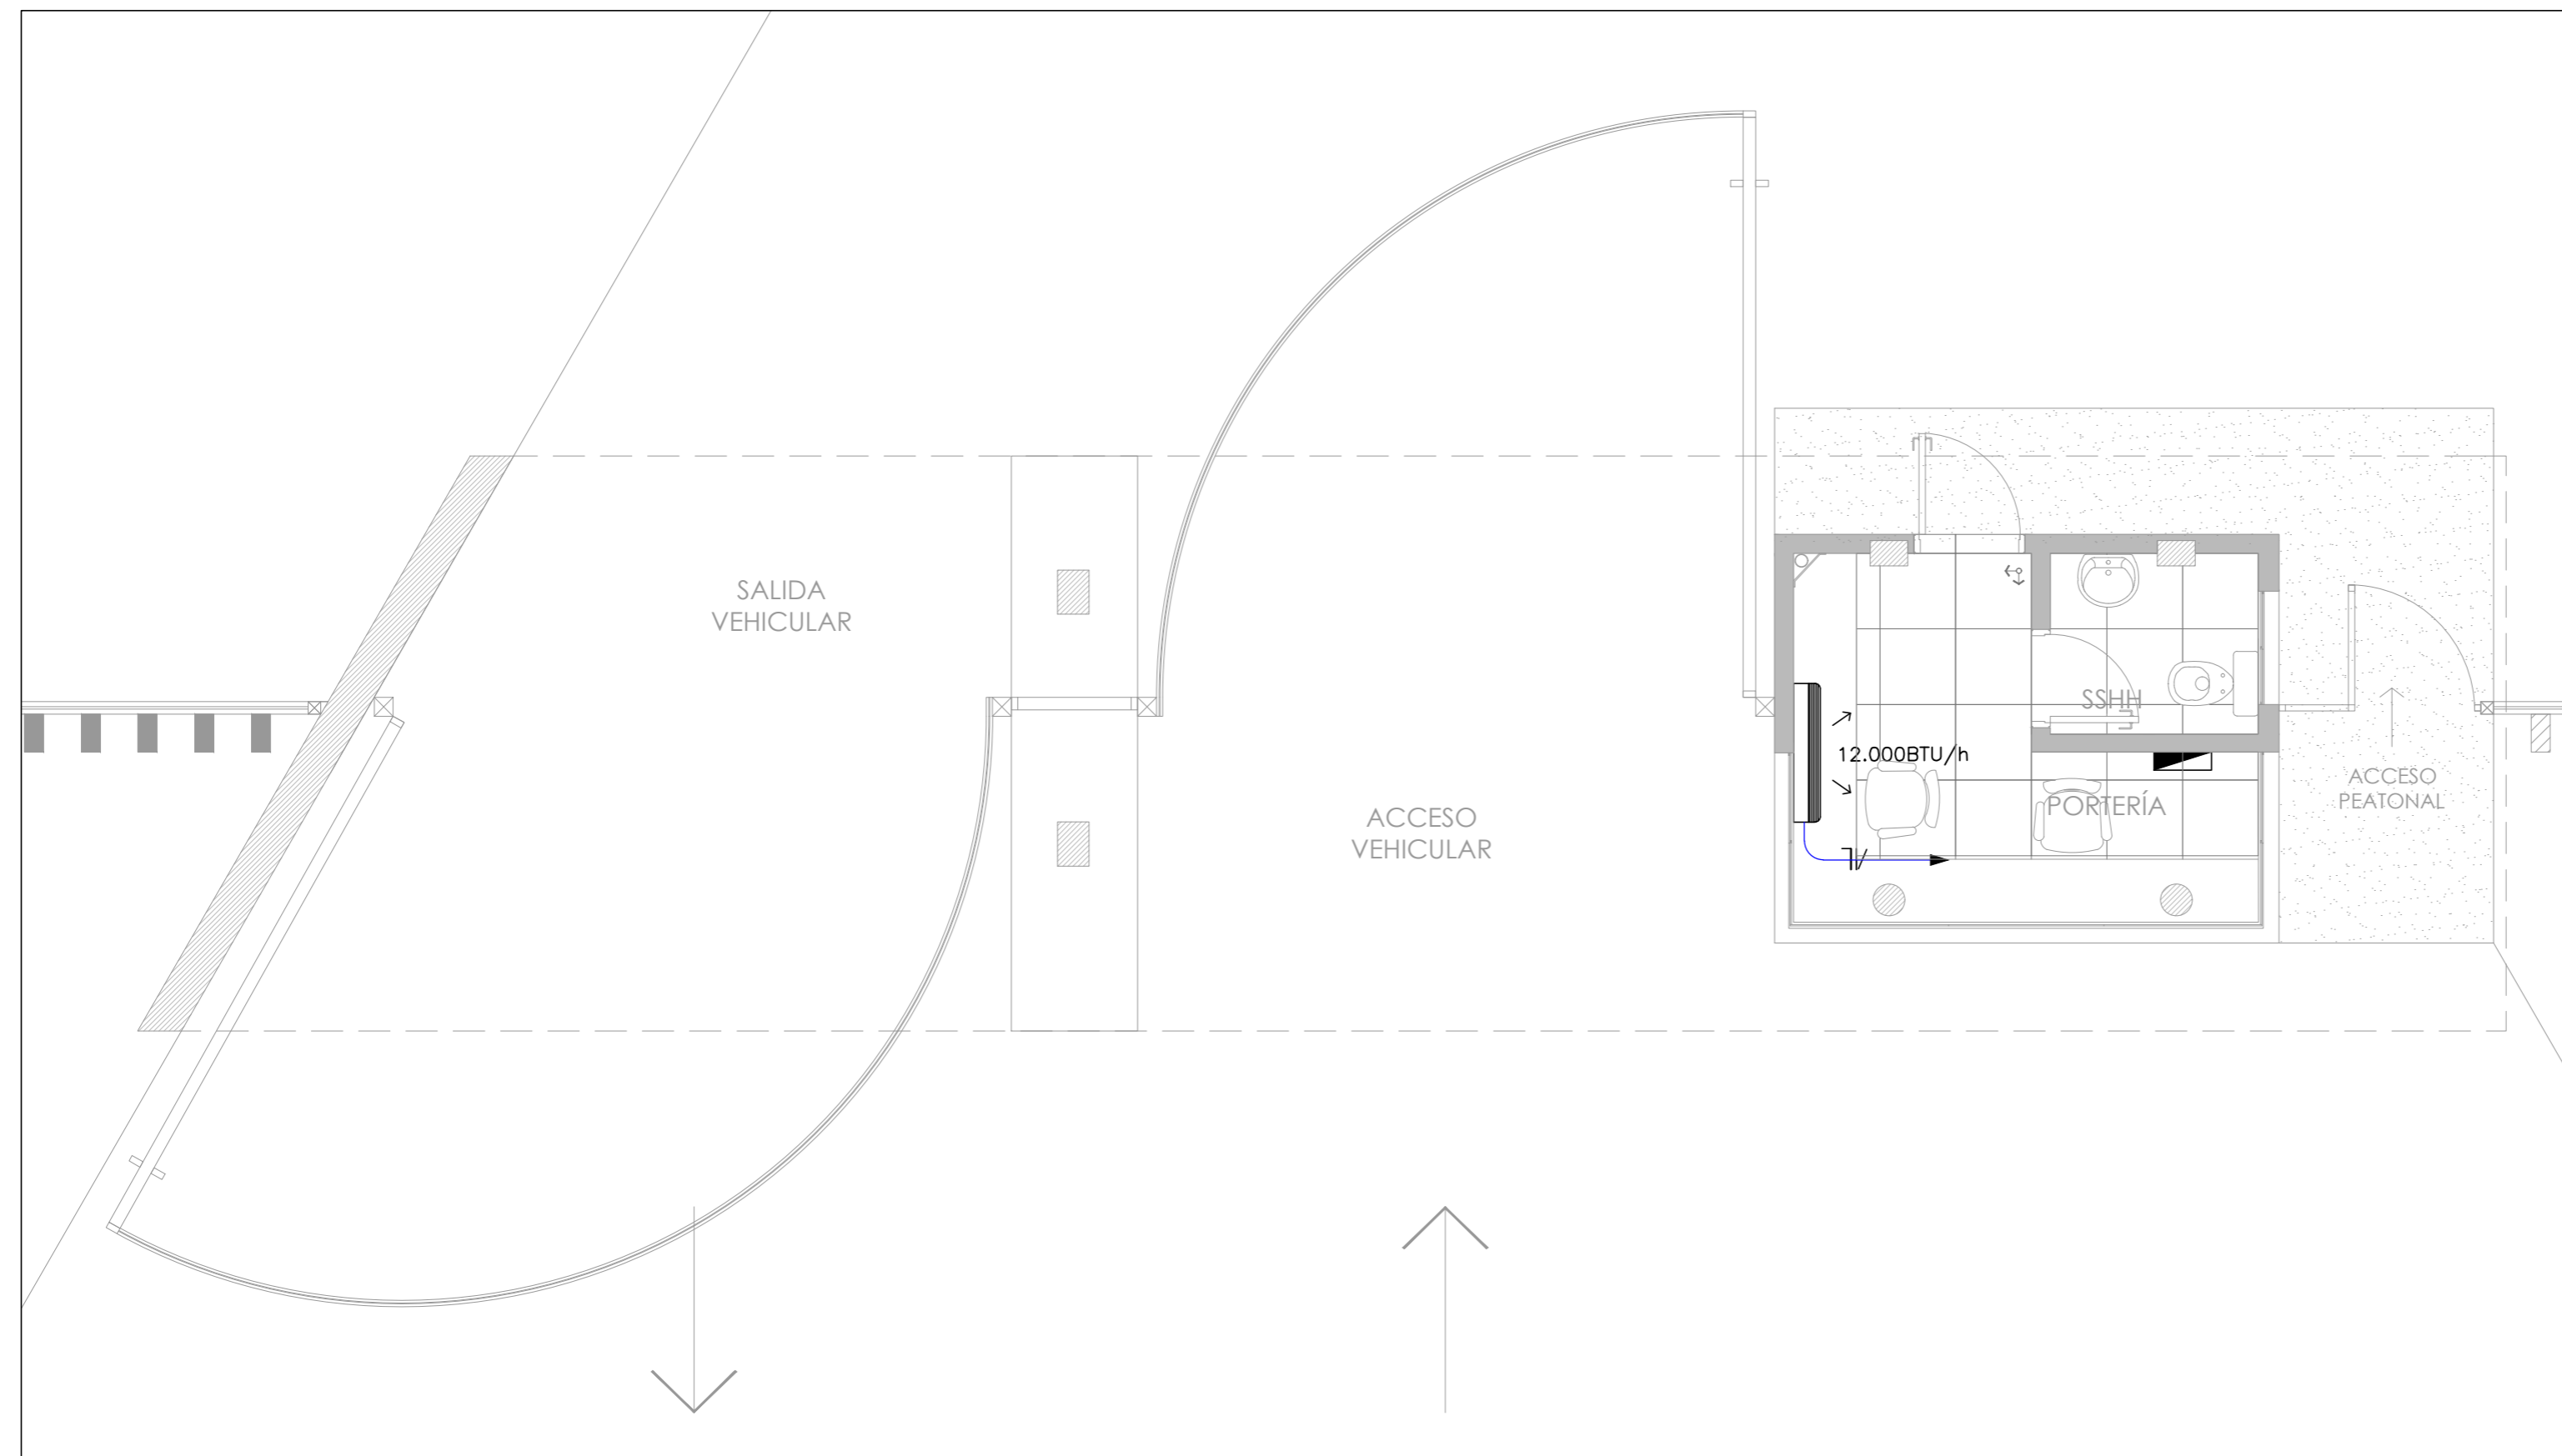 SALIDA
VEHICULAR
ACCESO
VEHICULAR
12.000BTU/h
SSHH
PORTERÍA
ACCESO
PEATONAL